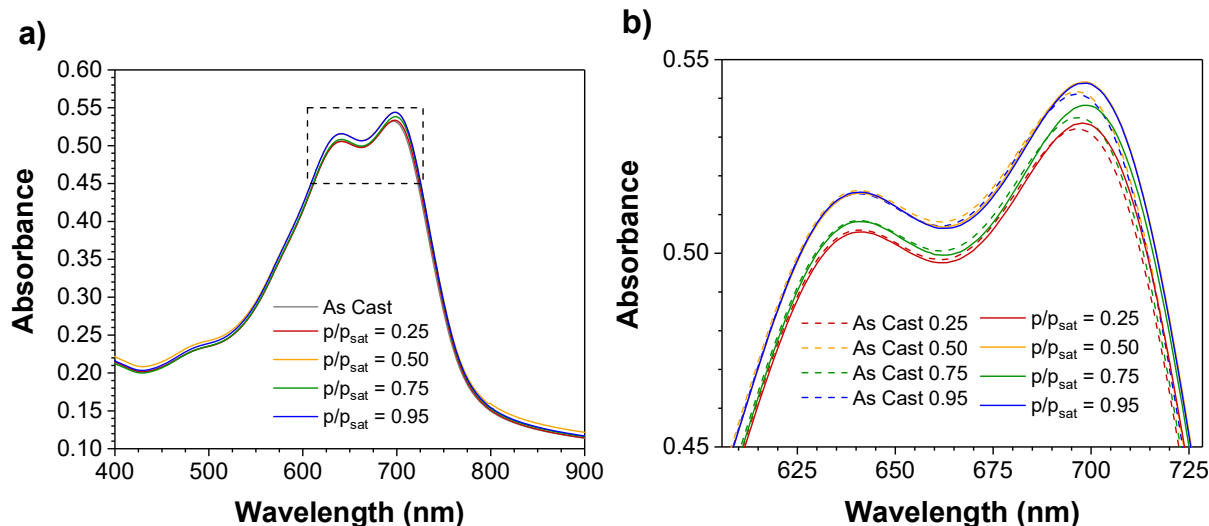 a)
0.60
0.55
0.50
0.45
0.40
0.35
0.30
0.25
0.20
0.15
0.10
Absorbance
As Cast
p/psat = 0.25
p/psat = 0.50
p/psat = 0.75
p/psat = 0.95
400 500 600 700 800 900
Wavelength (nm)
b)
0.55
0.50
0.45
Absorbance
As Cast 0.25
As Cast 0.50
As Cast 0.75
As Cast 0.95
p/psat = 0.25
p/psat = 0.50
p/psat = 0.75
p/psat = 0.95
625 650 675 700 725
Wavelength (nm)